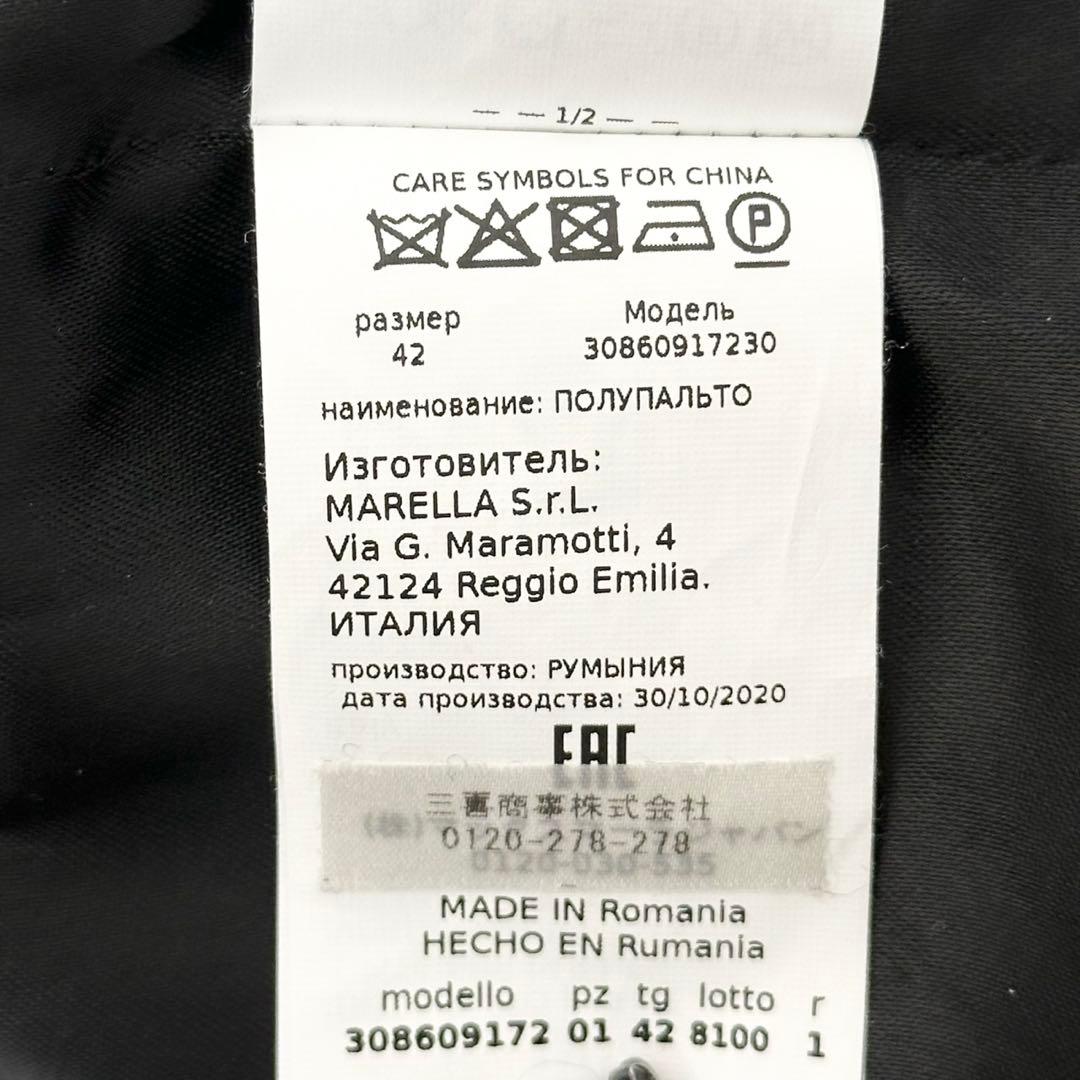 — — 1/2 — —
CARE SYMBOLS FOR CHINA
P
размер Модель
42 30860917230
наименование: ПОЛУПАЛЬТО
Изготовитель:
MARELLA S.r.L.
Via G. Maramotti, 4
42124 Reggio Emilia.
ИТАЛИЯ
производство: РУМЫНИЯ
дата производства: 30/10/2020
EAC
三喜商事株式会社
0120-278-278
MADE IN Romania
HECHO EN Rumania
modello pz tg lotto r
308609172 01 42 8100 1